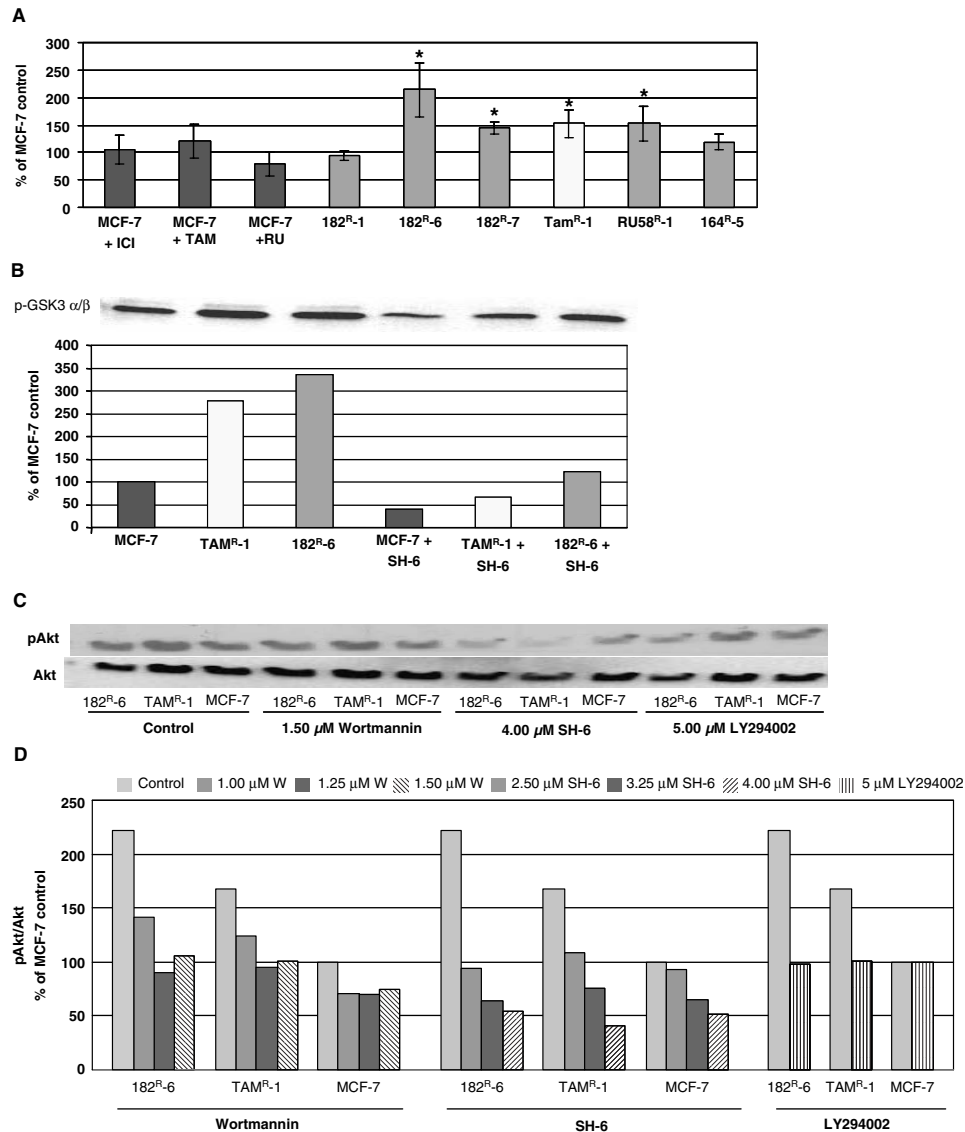 A
300
250
200
150
100
50
0
% of MCF-7 control
* * * *
MCF-7 + ICI
MCF-7 + TAM
MCF-7 +RU
182ᴿ-1
182ᴿ-6
182ᴿ-7
Tamᴿ-1
RU58ᴿ-1
164ᴿ-5
B
p-GSK3 α/β
400
350
300
250
200
150
100
50
0
% of MCF-7 control
MCF-7
TAMᴿ-1
182ᴿ-6
MCF-7 + SH-6
TAMᴿ-1 + SH-6
182ᴿ-6 + SH-6
C
pAkt
Akt
182ᴿ-6 TAMᴿ-1 MCF-7 182ᴿ-6 TAMᴿ-1 MCF-7 182ᴿ-6 TAMᴿ-1 MCF-7 182ᴿ-6 TAMᴿ-1 MCF-7
Control 1.50 µM Wortmannin 4.00 µM SH-6 5.00 µM LY294002
D
Control 1.00 µM W 1.25 µM W 1.50 µM W 2.50 µM SH-6 3.25 µM SH-6 4.00 µM SH-6 5 µM LY294002
250
200
150
100
50
0
pAkt/Akt
% of MCF-7 control
182ᴿ-6 TAMᴿ-1 MCF-7 182ᴿ-6 TAMᴿ-1 MCF-7 182ᴿ-6 TAMᴿ-1 MCF-7
Wortmannin SH-6 LY294002